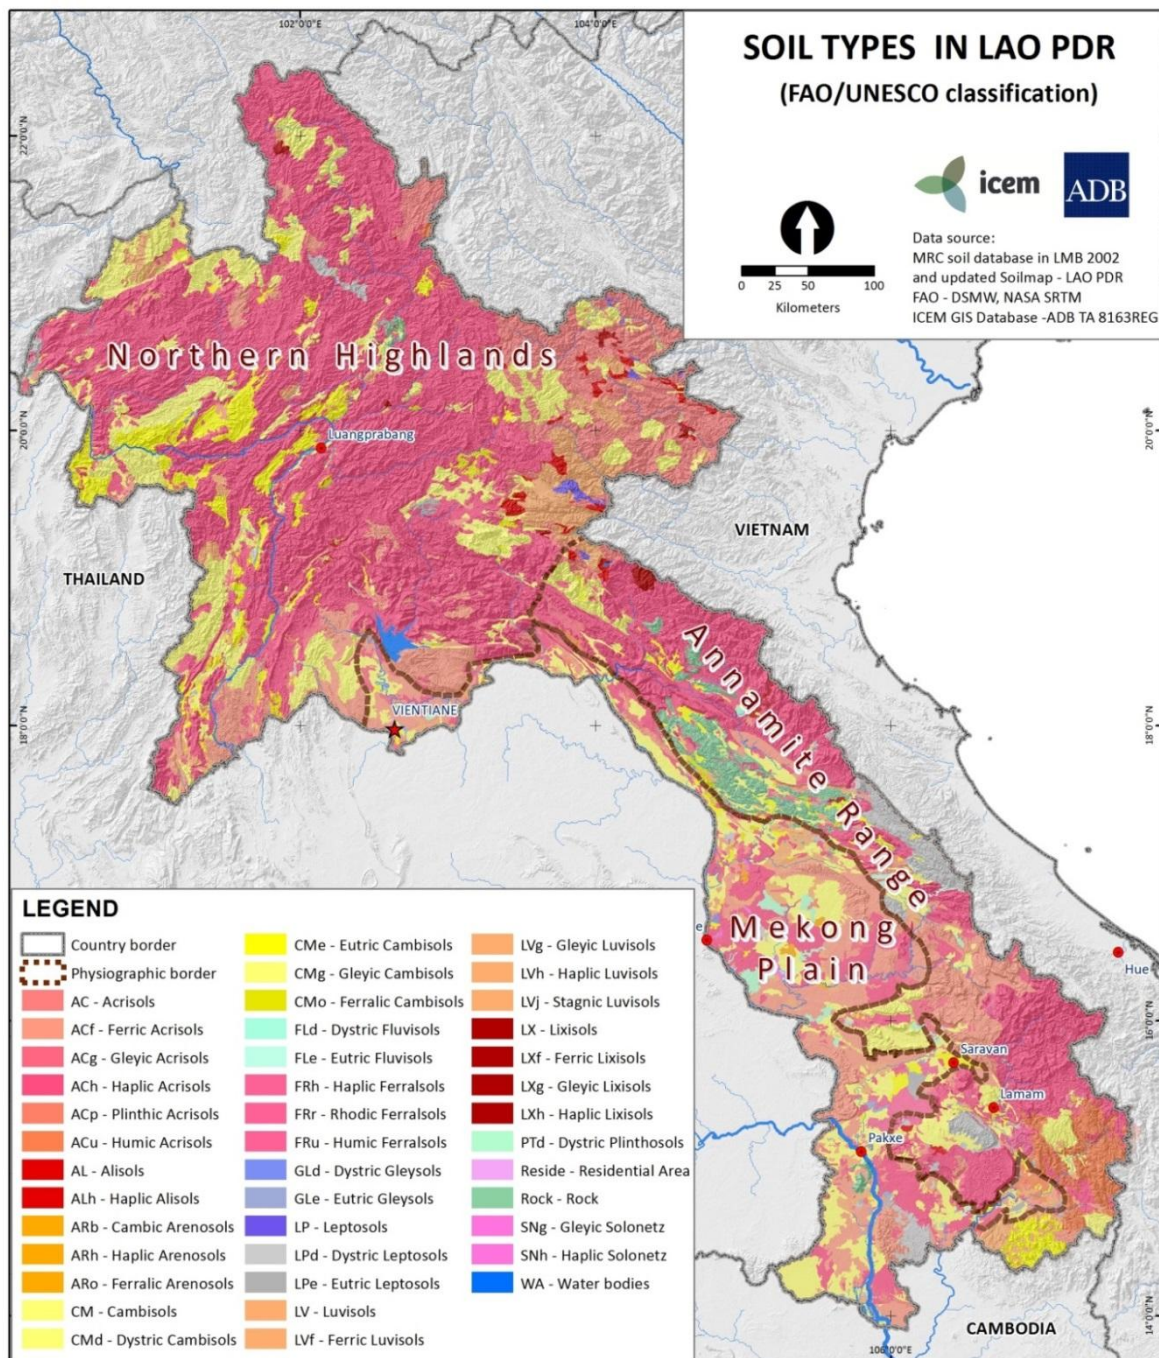 102°0'0"E
104°0'0"E
SOIL TYPES IN LAO PDR
(FAO/UNESCO classification)
icem
ADB
0 25 50 100
Kilometers
Data source:
MRC soil database in LMB 2002
and updated Soilmap - LAO PDR
FAO - DSMW, NASA SRTM
ICEM GIS Database -ADB TA 8163REG
22°0'0"N
Northern Highlands
20°0'0"N
20°0'0"N
Luangprabang
VIETNAM
THAILAND
Annamite Range
VIENTIANE
18°0'0"N
18°0'0"N
Mekong
Plain
e
Hue
16°0'0"N
Saravan
Lamam
Pakxe
CAMBODIA
14°0'0"N
106°0'0"E
LEGEND
Country border
Physiographic border
AC - Acrisols
ACf - Ferric Acrisols
ACg - Gleyic Acrisols
ACh - Haplic Acrisols
ACp - Plinthic Acrisols
ACu - Humic Acrisols
AL - Alisols
ALh - Haplic Alisols
ARb - Cambic Arenosols
ARh - Haplic Arenosols
ARo - Ferralic Arenosols
CM - Cambisols
CMd - Dystric Cambisols
CMe - Eutric Cambisols
CMg - Gleyic Cambisols
CMo - Ferralic Cambisols
FLd - Dystric Fluvisols
FLe - Eutric Fluvisols
FRh - Haplic Ferralsols
FRr - Rhodic Ferralsols
FRu - Humic Ferralsols
GLd - Dystric Gleysols
GLe - Eutric Gleysols
LP - Leptosols
LPd - Dystric Leptosols
LPe - Eutric Leptosols
LV - Luvisols
LVf - Ferric Luvisols
LVg - Gleyic Luvisols
LVh - Haplic Luvisols
LVj - Stagnic Luvisols
LX - Lixisols
LXf - Ferric Lixisols
LXg - Gleyic Lixisols
LXh - Haplic Lixisols
PTd - Dystric Plinthosols
Reside - Residential Area
Rock - Rock
SNg - Gleyic Solonetz
SNh - Haplic Solonetz
WA - Water bodies